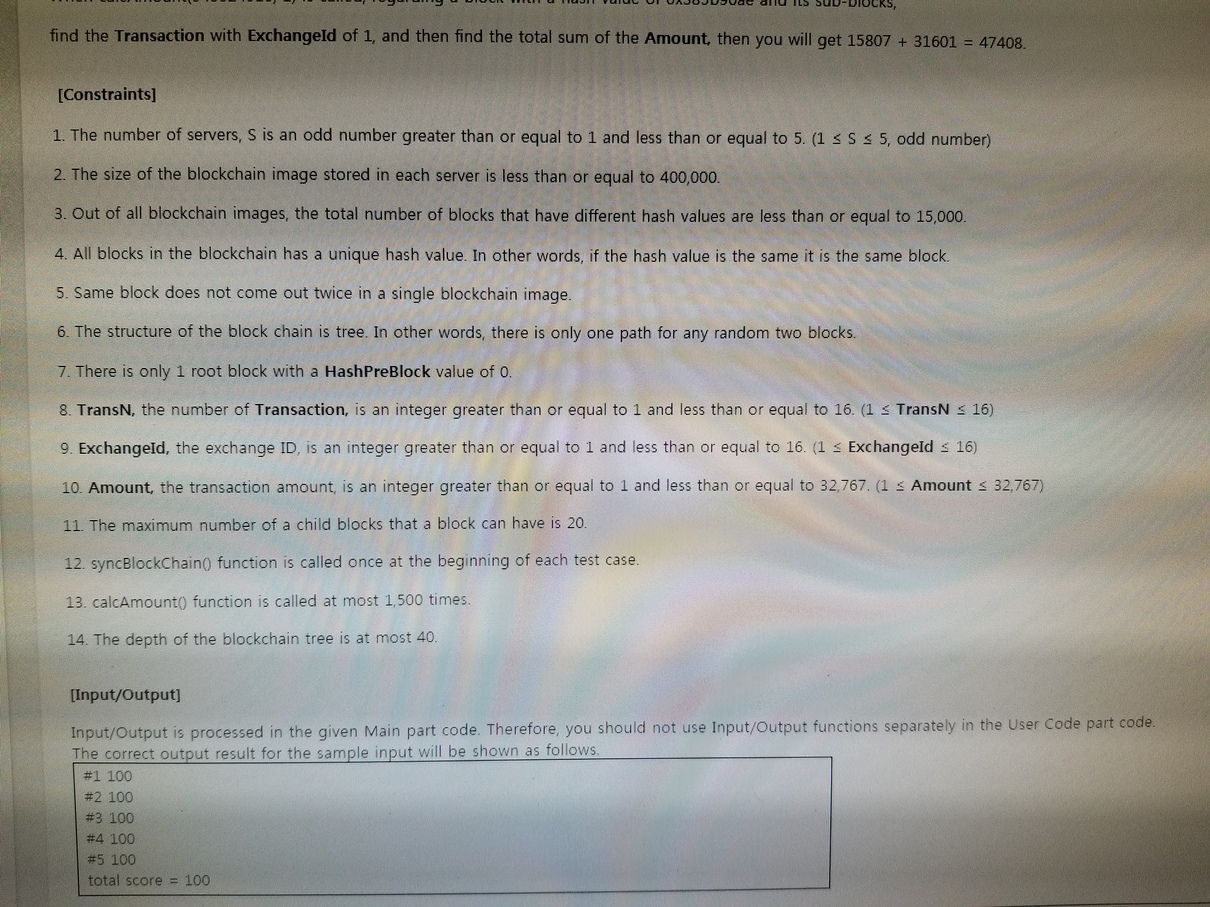 find the Transaction with ExchangeId of 1, and then find the total sum of the Amount, then you will get 15807 + 31601 = 47408.
[Constraints]
1. The number of servers, S is an odd number greater than or equal to 1 and less than or equal to 5. (1 ≤ S ≤ 5, odd number)
2. The size of the blockchain image stored in each server is less than or equal to 400,000.
3. Out of all blockchain images, the total number of blocks that have different hash values are less than or equal to 15,000.
4. All blocks in the blockchain has a unique hash value. In other words, if the hash value is the same it is the same block.
5. Same block does not come out twice in a single blockchain image.
6. The structure of the block chain is tree. In other words, there is only one path for any random two blocks.
7. There is only 1 root block with a HashPreBlock value of 0.
8. TransN, the number of Transaction, is an integer greater than or equal to 1 and less than or equal to 16. (1 ≤ TransN ≤ 16)
9. ExchangeId, the exchange ID, is an integer greater than or equal to 1 and less than or equal to 16. (1 ≤ ExchangeId ≤ 16)
10. Amount, the transaction amount, is an integer greater than or equal to 1 and less than or equal to 32,767. (1 ≤ Amount ≤ 32,767)
11. The maximum number of a child blocks that a block can have is 20.
12. syncBlockChain() function is called once at the beginning of each test case.
13. calcAmount() function is called at most 1,500 times.
14. The depth of the blockchain tree is at most 40.
[Input/Output]
Input/Output is processed in the given Main part code. Therefore, you should not use Input/Output functions separately in the User Code part code.
The correct output result for the sample input will be shown as follows.
#1 100
#2 100
#3 100
#4 100
#5 100
total score = 100